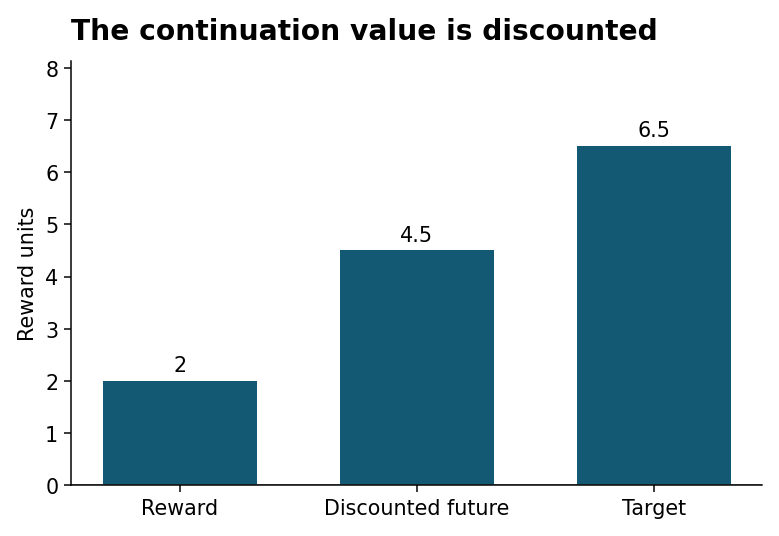 The continuation value is discounted
Reward units
8
7
6
5
4
3
2
1
0
2
4.5
6.5
Reward
Discounted future
Target